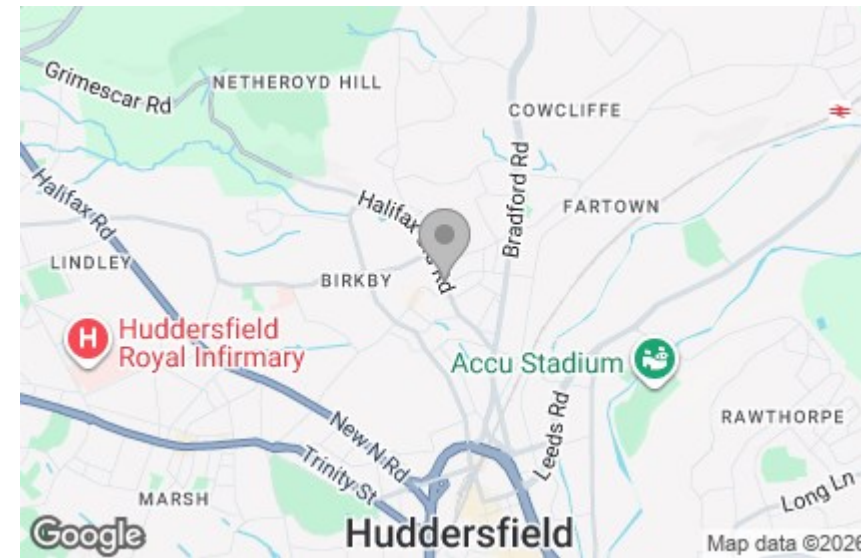 Grimescar Rd
NETHEROYD HILL
COWCLIFFE
Halifax Rd
Halifax
Rd
Bradford Rd
FARTOWN
LINDLEY
BIRKBY
Huddersfield
Royal Infirmary
Accu Stadium
New N Rd
Leeds Rd
RAWTHORPE
Trinity St
Long Ln
MARSH
Google
Huddersfield
Map data ©2026